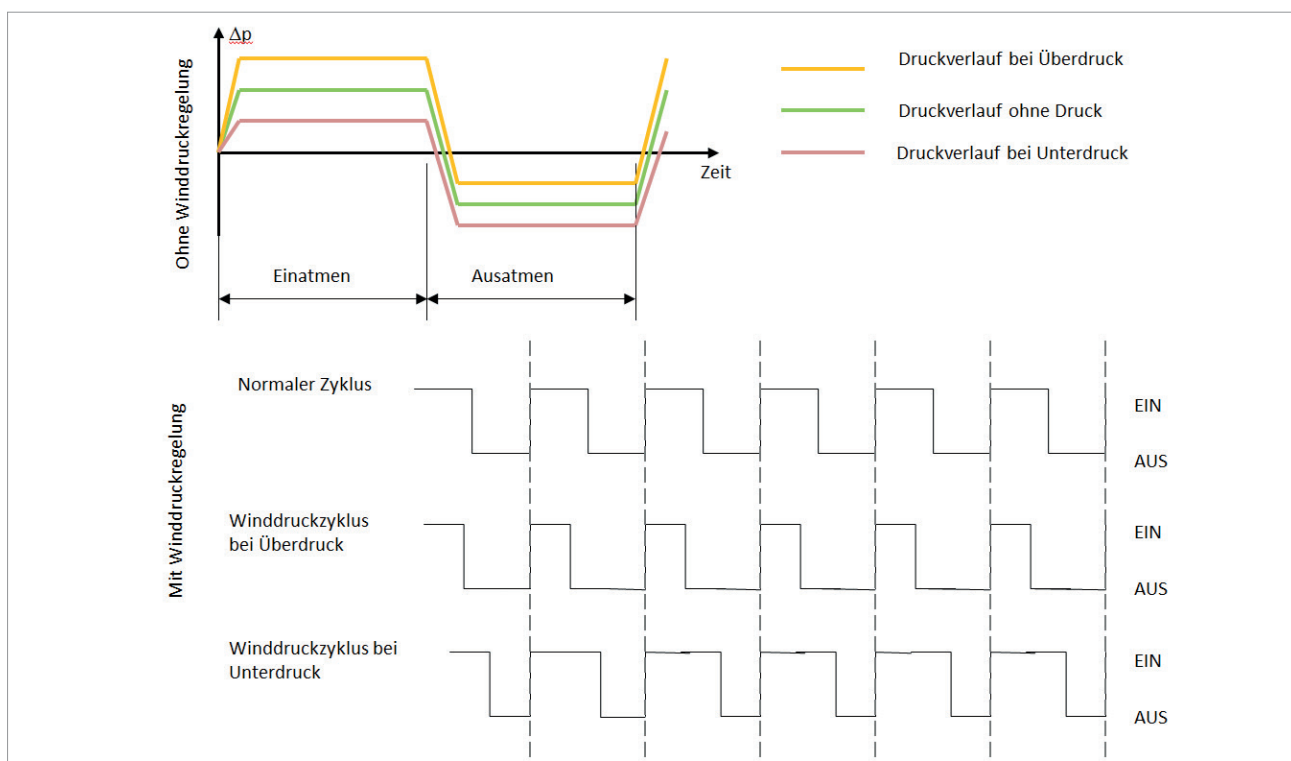 Δp
Ohne Winddruckregelung
Zeit
Einatmen
Ausatmen
Druckverlauf bei Überdruck
Druckverlauf ohne Druck
Druckverlauf bei Unterdruck
Mit Winddruckregelung
Normaler Zyklus
EIN
AUS
Winddruckzyklus
bei Überdruck
EIN
AUS
Winddruckzyklus bei
Unterdruck
EIN
AUS